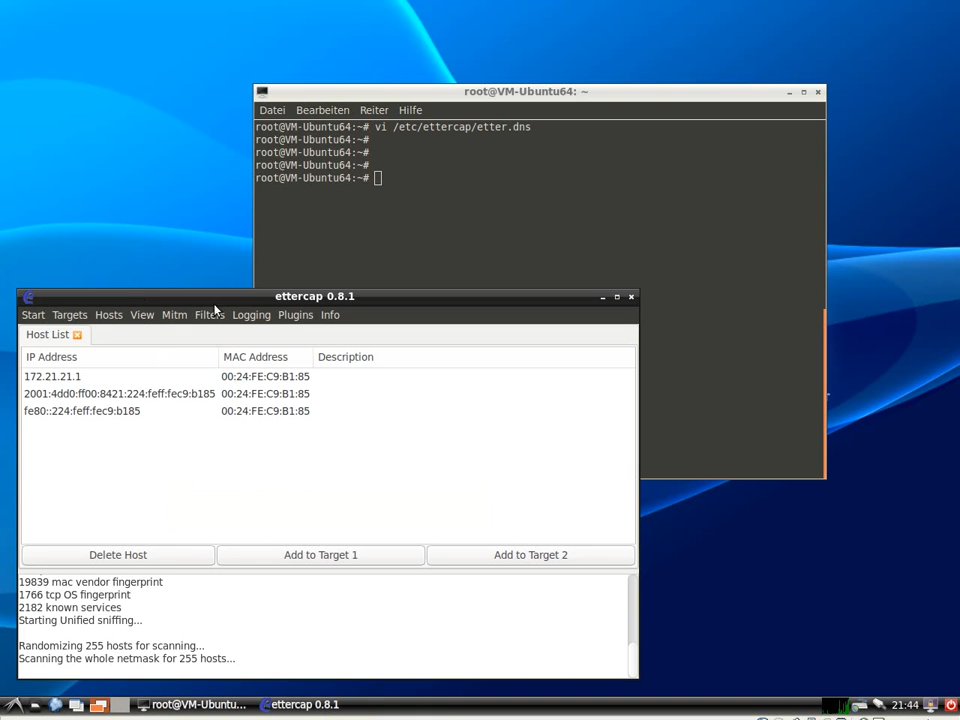 root@VM-Ubuntu64: ~
Datei Bearbeiten Reiter Hilfe
root@VM-Ubuntu64:~# vi /etc/ettercap/etter.dns
root@VM-Ubuntu64:~#
root@VM-Ubuntu64:~#
root@VM-Ubuntu64:~#
root@VM-Ubuntu64:~#
ettercap 0.8.1
Start Targets Hosts View Mitm Filters Logging Plugins Info
Host List
IP Address MAC Address Description
172.21.21.1 00:24:FE:C9:B1:85
2001:4dd0:ff00:8421:224:feff:fec9:b185 00:24:FE:C9:B1:85
fe80::224:feff:fec9:b185 00:24:FE:C9:B1:85
Delete Host Add to Target 1 Add to Target 2
19839 mac vendor fingerprint
1766 tcp OS fingerprint
2182 known services
Starting Unified sniffing...
Randomizing 255 hosts for scanning...
Scanning the whole netmask for 255 hosts...
root@VM-Ubuntu64... ettercap 0.8.1 21:44